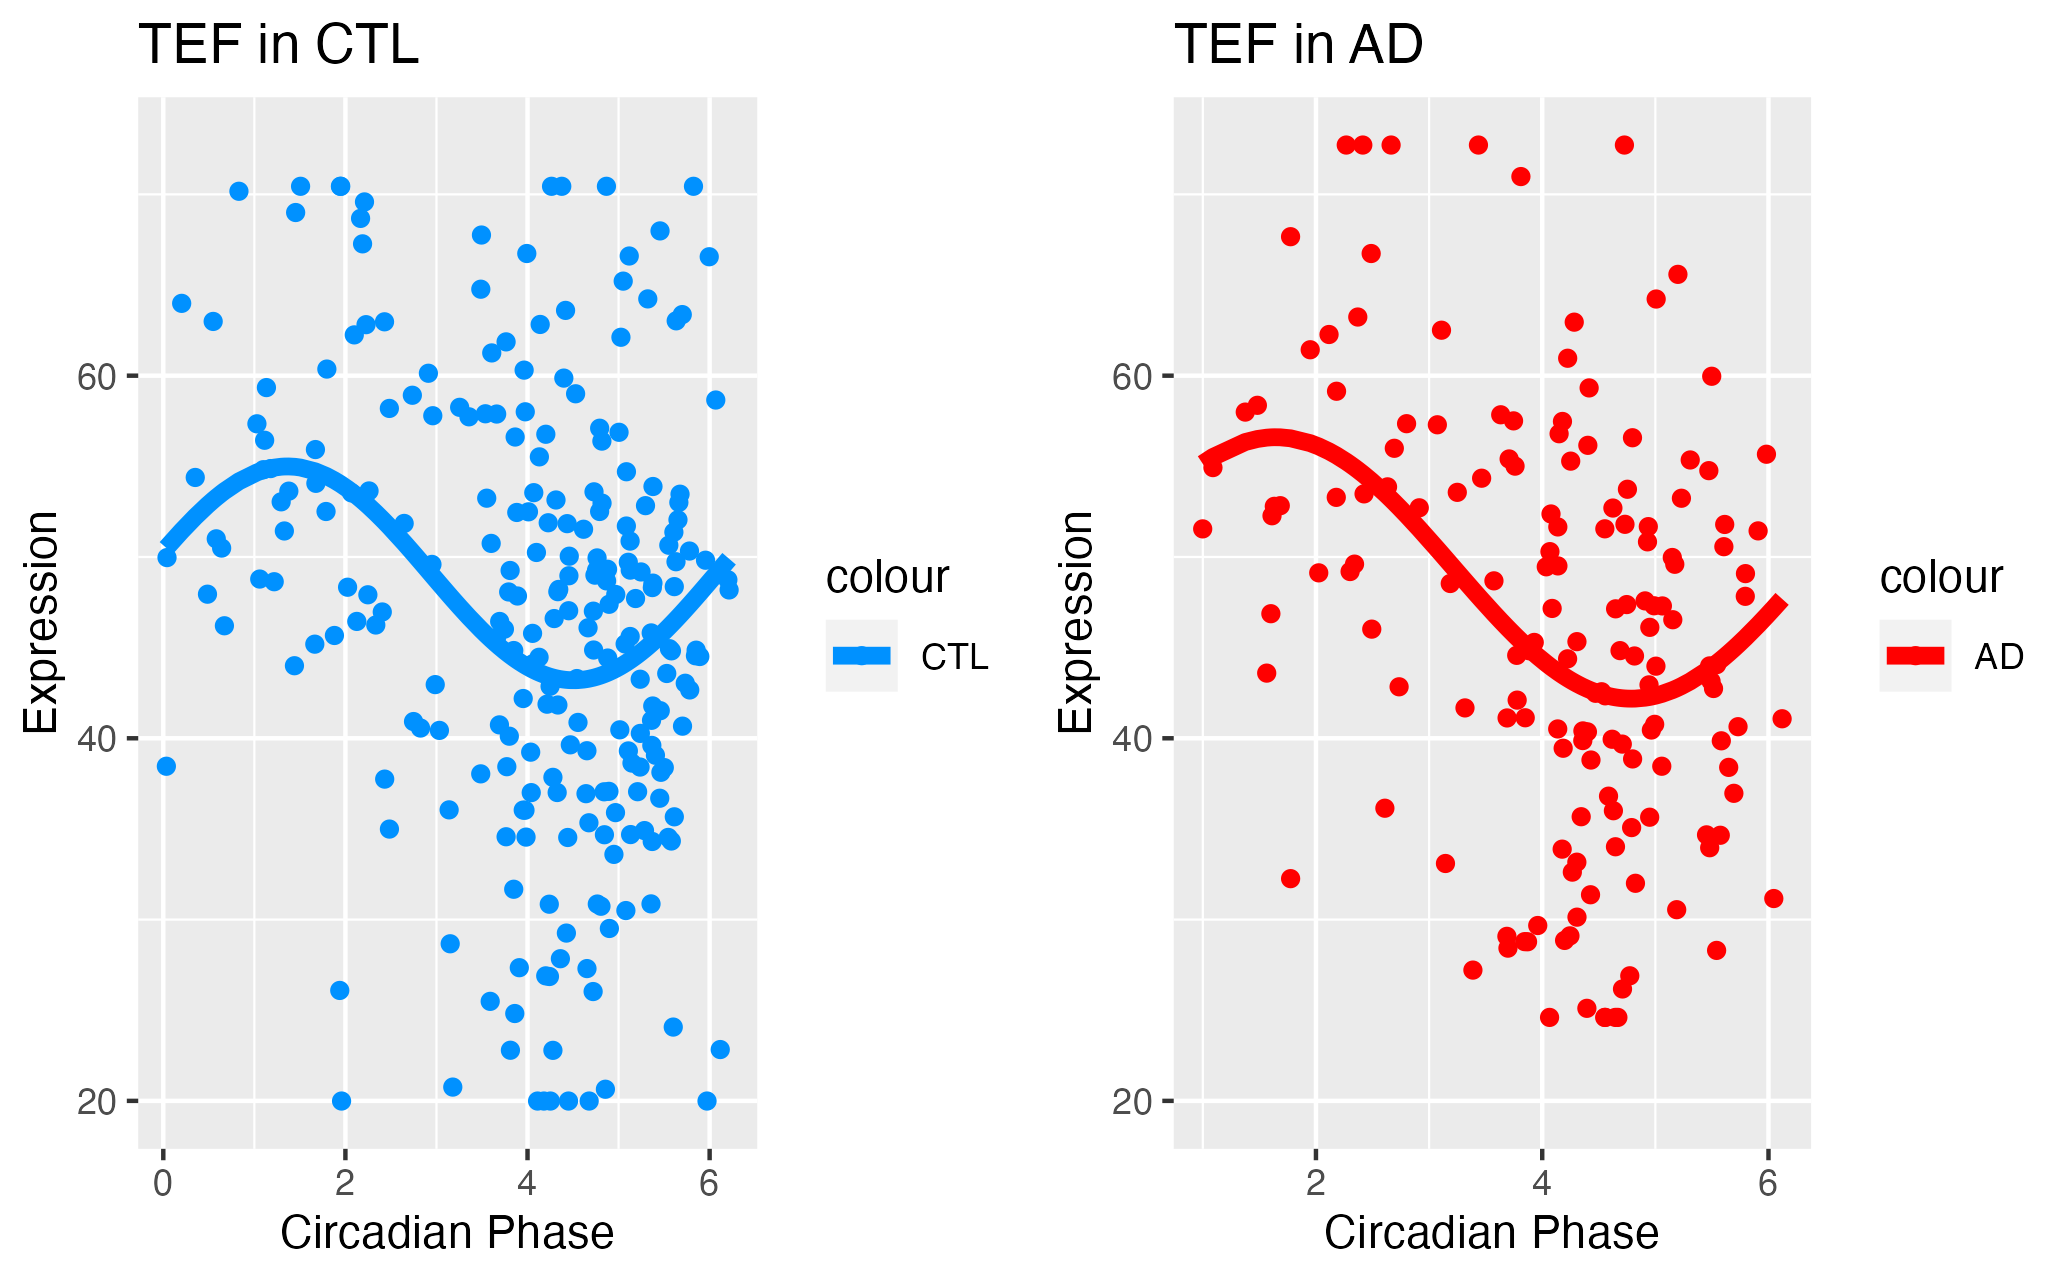 TEF in CTL
Expression
60
40
20
0 2 4 6
Circadian Phase
colour
CTL
TEF in AD
Expression
60
40
20
2 4 6
Circadian Phase
colour
AD